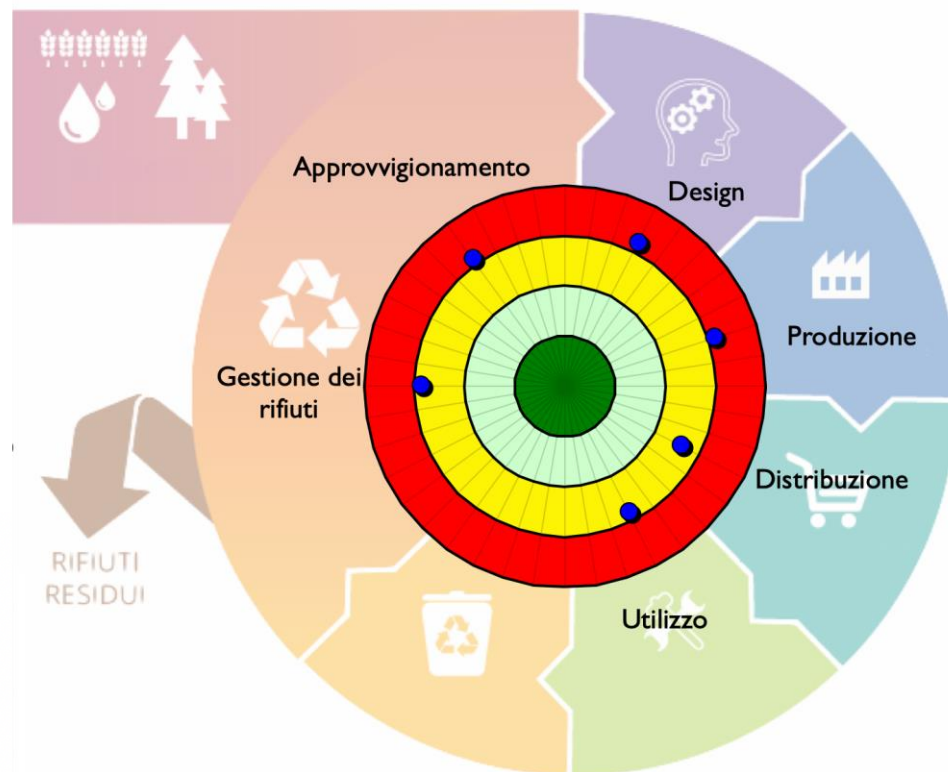 Approvvigionamento
Design
Produzione
Gestione dei
rifiuti
Distribuzione
RIFIUTI
RESIDUI
Utilizzo